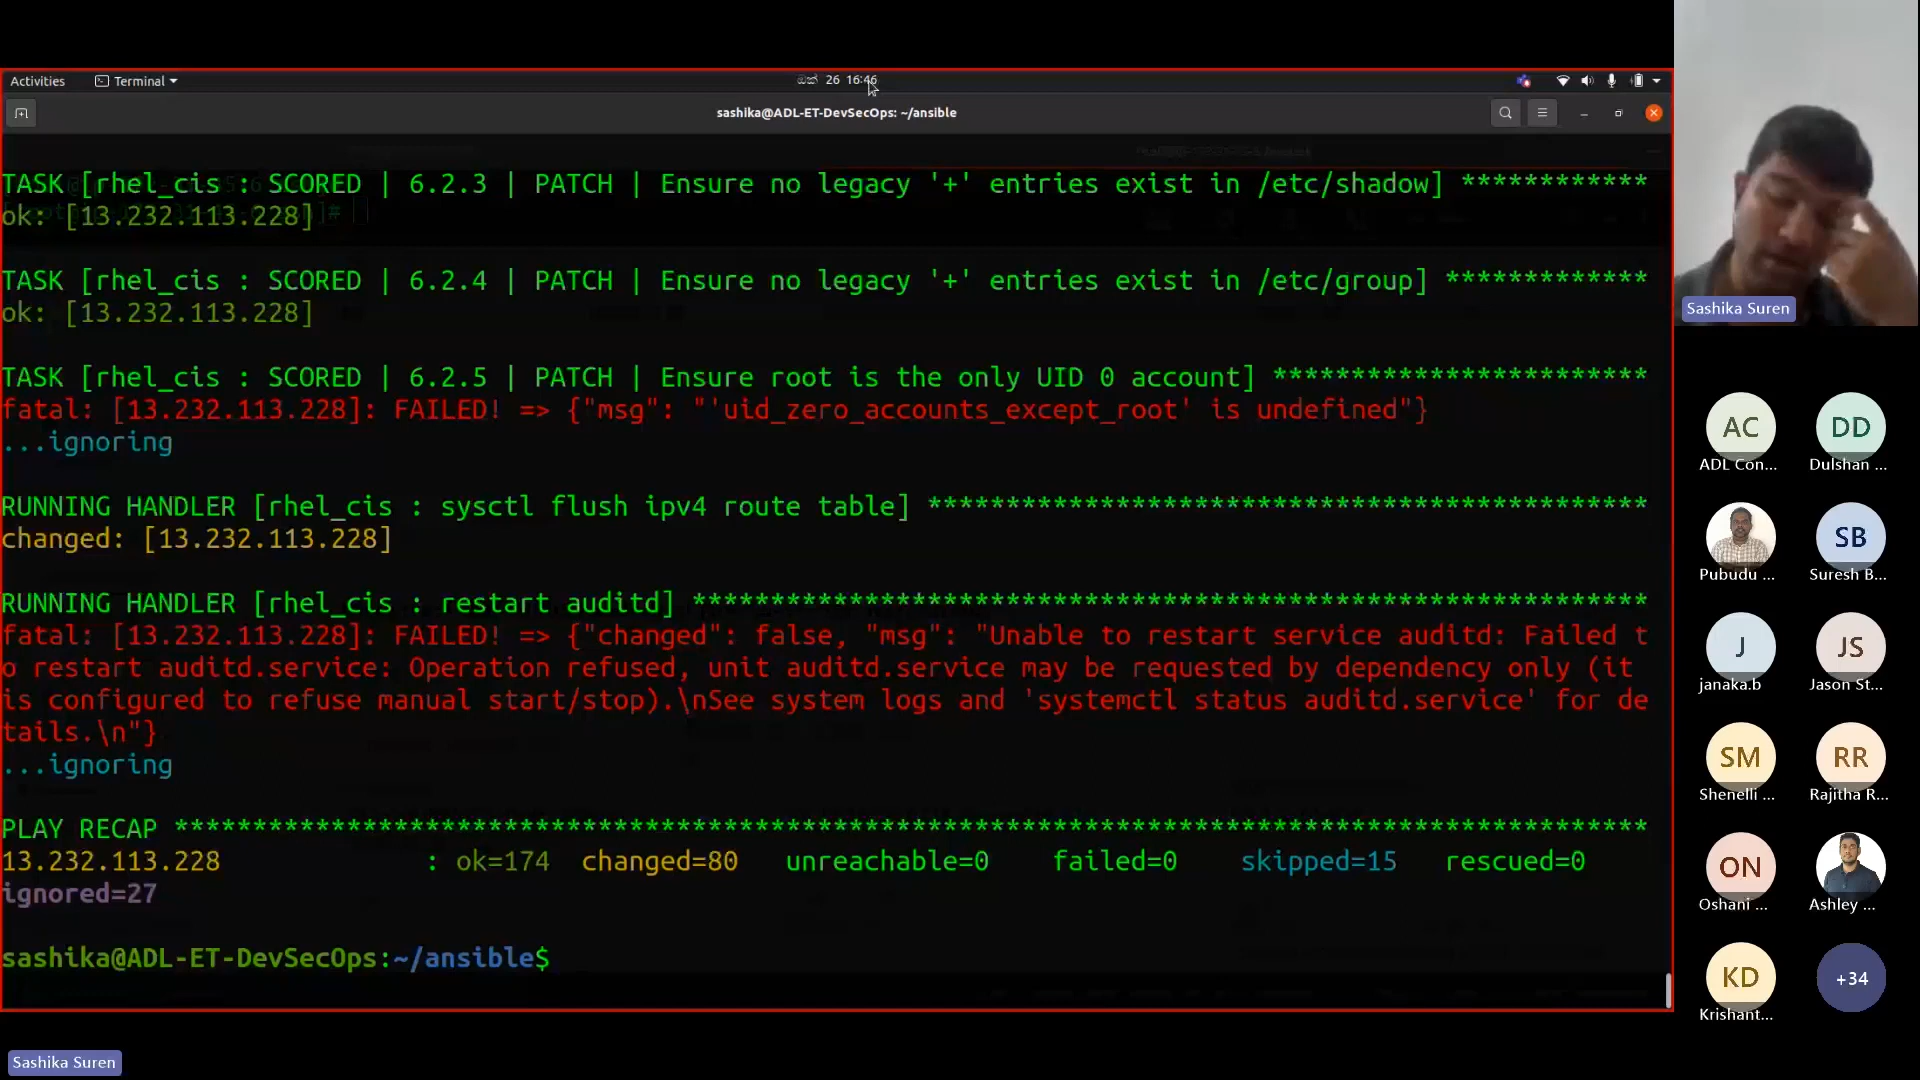 Activities
Terminal
ඔක් 26 16:46
sashika@ADL-ET-DevSecOps: ~/ansible
TASK [rhel_cis : SCORED | 6.2.3 | PATCH | Ensure no legacy '+' entries exist in /etc/shadow] ************
ok: [13.232.113.228]
TASK [rhel_cis : SCORED | 6.2.4 | PATCH | Ensure no legacy '+' entries exist in /etc/group] *************
ok: [13.232.113.228]
TASK [rhel_cis : SCORED | 6.2.5 | PATCH | Ensure root is the only UID 0 account] ************************
fatal: [13.232.113.228]: FAILED! => {"msg": "'uid_zero_accounts_except_root' is undefined"}
...ignoring
RUNNING HANDLER [rhel_cis : sysctl flush ipv4 route table] **********************************************
changed: [13.232.113.228]
RUNNING HANDLER [rhel_cis : restart auditd] *************************************************************
fatal: [13.232.113.228]: FAILED! => {"changed": false, "msg": "Unable to restart service auditd: Failed t
o restart auditd.service: Operation refused, unit auditd.service may be requested by dependency only (it
is configured to refuse manual start/stop).\nSee system logs and 'systemctl status auditd.service' for de
tails.\n"}
...ignoring
PLAY RECAP **********************************************************************************************
13.232.113.228 : ok=174 changed=80 unreachable=0 failed=0 skipped=15 rescued=0
ignored=27
sashika@ADL-ET-DevSecOps:~/ansible$
Sashika Suren
AC
DD
ADL Con...
Dulshan ...
SB
Pubudu ...
Suresh B...
J
JS
janaka.b
Jason St...
SM
RR
Shenelli ...
Rajitha R...
ON
Oshani ...
Ashley ...
KD
+34
Krishant...
Sashika Suren